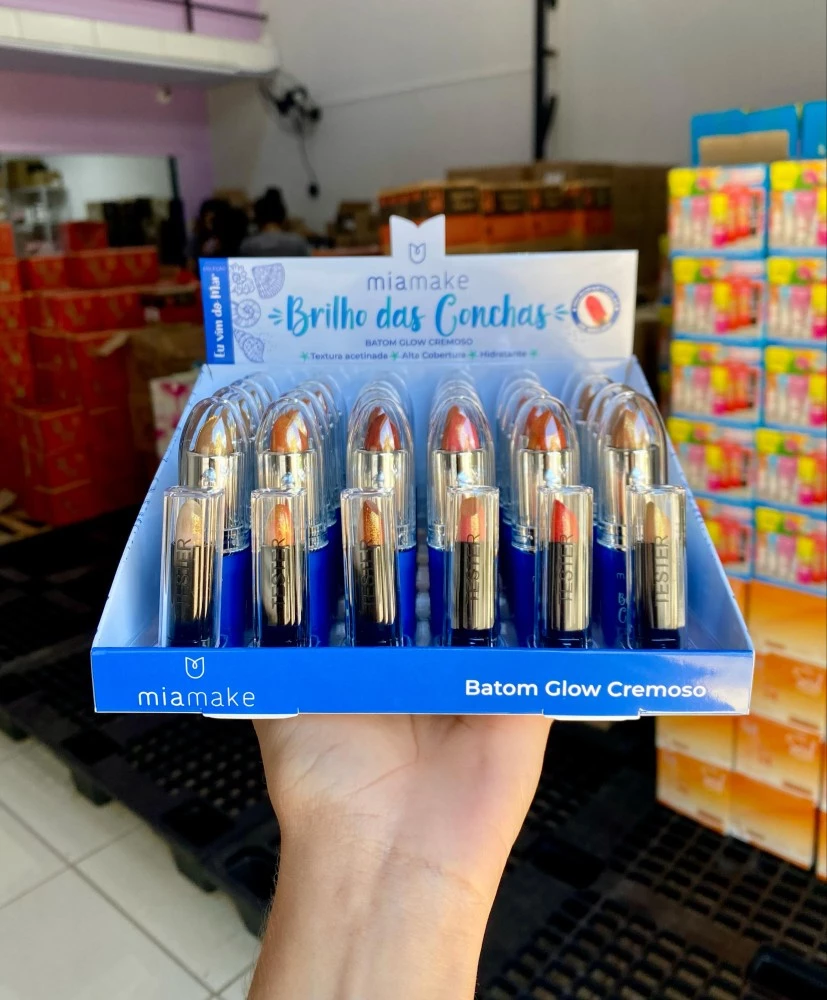 miamake
Eu vim do Mar
Brilho das Conchas
BATOM GLOW CREMOSO
Textura acetinada Alta Cobertura Hidratante
TESTER
TESTER
TESTER
TESTER
TESTER
TESTER
miamake
Batom Glow Cremoso